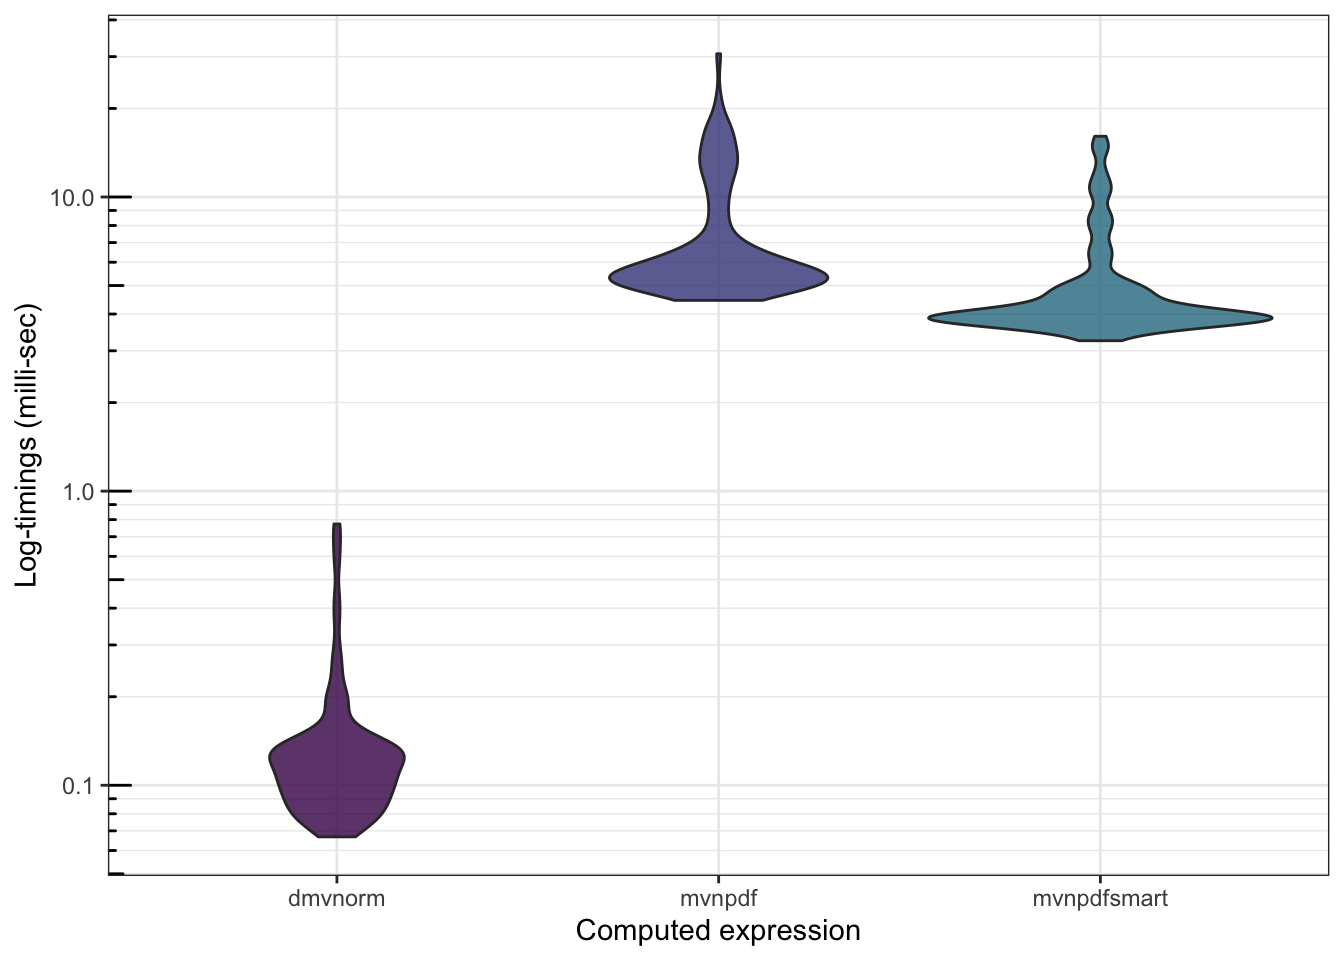 Log-timings (milli-sec)
10.0
1.0
0.1
dmvnorm mvnpdf mvnpdfsmart
Computed expression